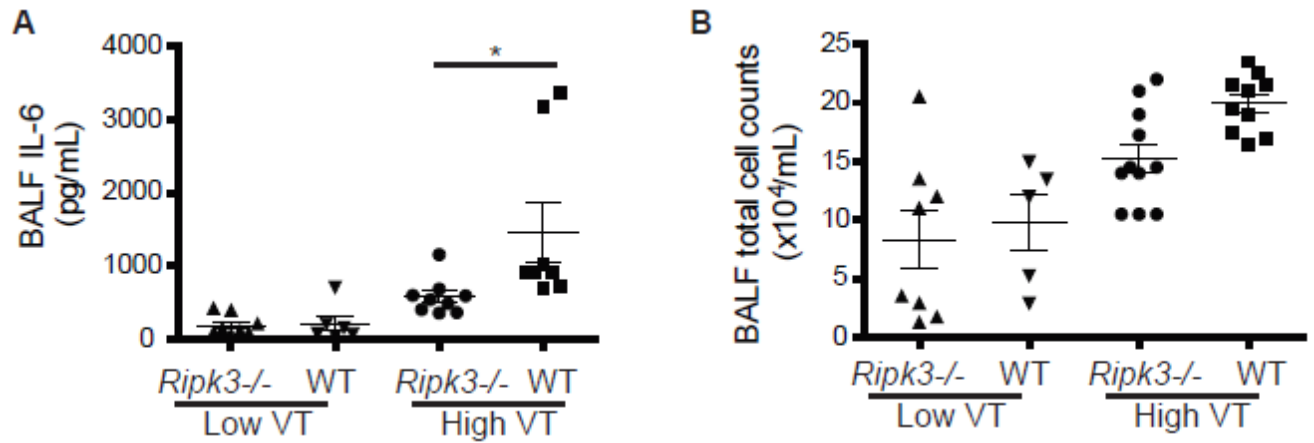 A
BALF IL-6
(pg/mL)
4000
3000
2000
1000
0
*
Ripk3-/- WT Ripk3-/- WT
Low VT High VT
B
BALF total cell counts
(x10⁴/mL)
25
20
15
10
5
0
Ripk3-/- WT Ripk3-/- WT
Low VT High VT